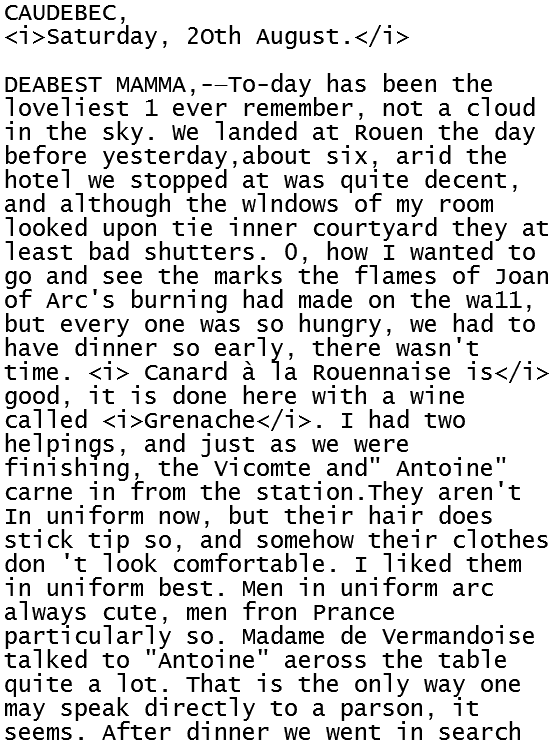 CAUDEBEC,
<i>Saturday, 2Oth August.</i>

DEABEST MAMMA,-—To-day has been the
loveliest 1 ever remember, not a cloud
in the sky. We landed at Rouen the day
before yesterday,about six, arid the
hotel we stopped at was quite decent,
and although the wlndows of my room
looked upon tie inner courtyard they at
least bad shutters. O, how I wanted to
go and see the marks the flames of Joan
of Arc's burning had made on the wa11,
but every one was so hungry, we had to
have dinner so early, there wasn't
time. <i> Canard à la Rouennaise is</i>
good, it is done here with a wine
called <i>Grenache</i>. I had two
helpings, and just as we were
finishing, the Vicomte and" Antoine"
carne in from the station.They aren't
In uniform now, but their hair does
stick tip so, and somehow their clothes
don 't look comfortable. I liked them
in uniform best. Men in uniform arc
always cute, men fron Prance
particularly so. Madame de Vermandoise
talked to "Antoine" aeross the table
quite a lot. That is the only way one
may speak directly to a parson, it
seems. After dinner we went in search